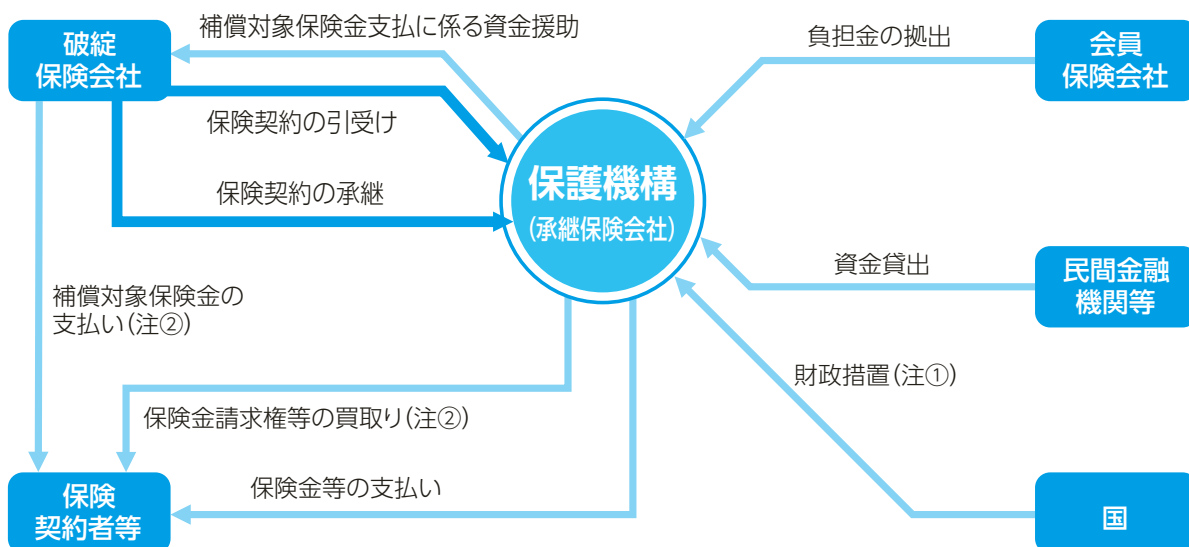 補償対象保険金支払に係る資金援助
破綻
保険会社
負担金の拠出
会員
保険会社
保険契約の引受け
保険契約の承継
保護機構
(承継保険会社)
資金貸出
民間金融
機関等
補償対象保険金の
支払い(注②)
財政措置(注①)
保険金請求権等の買取り(注②)
保険金等の支払い
保険
契約者等
国